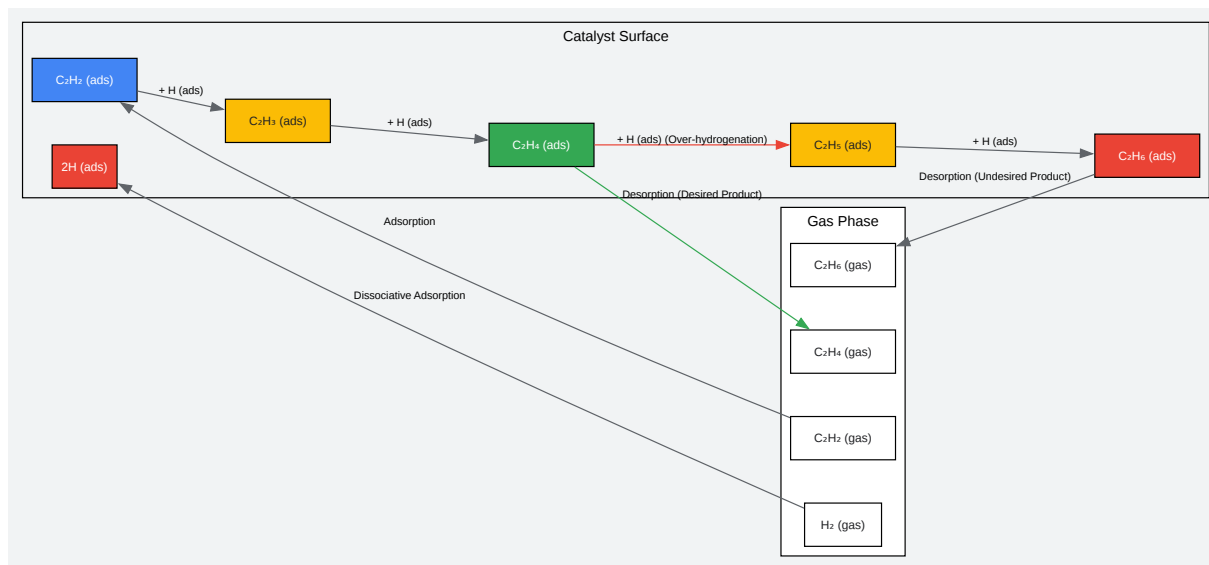 Catalyst Surface
C₂H₂ (ads)
+ H (ads)
C₂H₃ (ads)
+ H (ads)
C₂H₄ (ads)
+ H (ads) (Over-hydrogenation)
C₂H₅ (ads)
+ H (ads)
C₂H₆ (ads)
2H (ads)
Desorption (Undesired Product)
Desorption (Desired Product)
Gas Phase
Adsorption
C₂H₆ (gas)
Dissociative Adsorption
C₂H₄ (gas)
C₂H₂ (gas)
H₂ (gas)